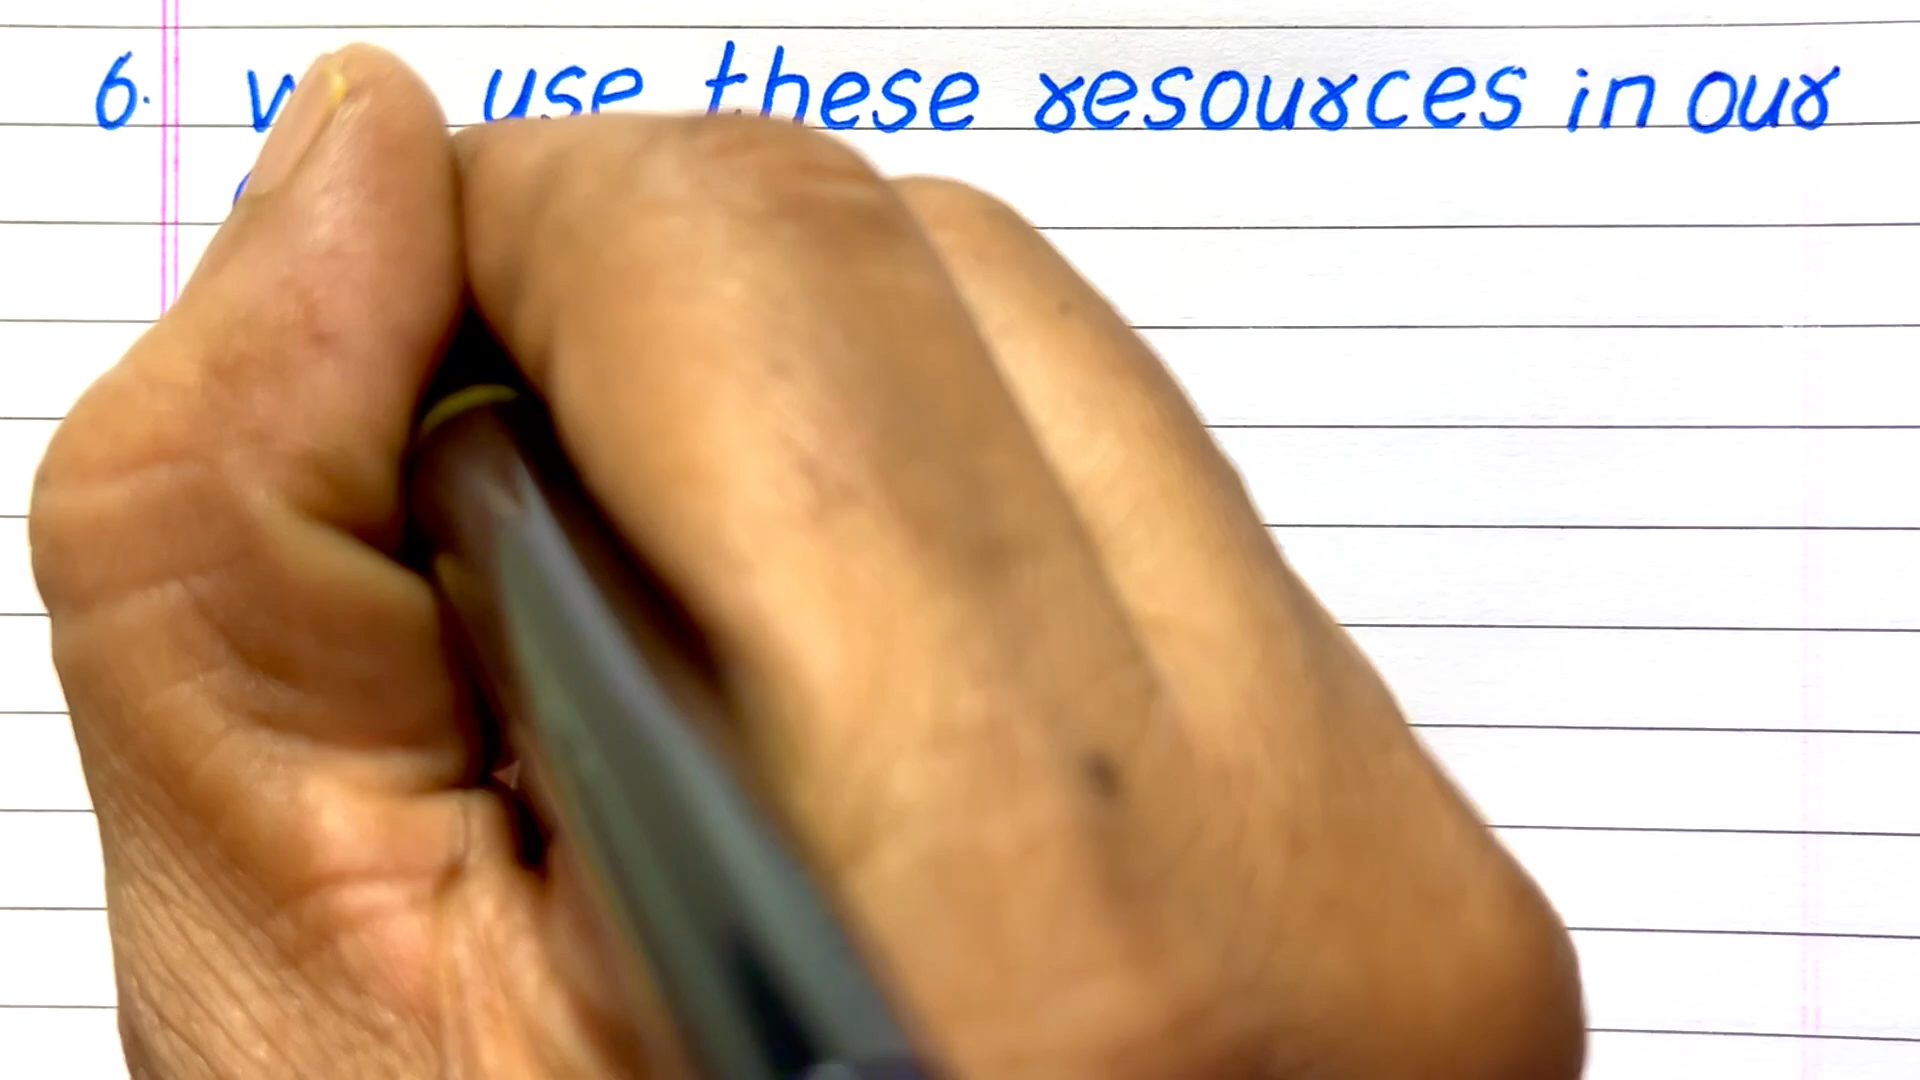 6. use these resources in our